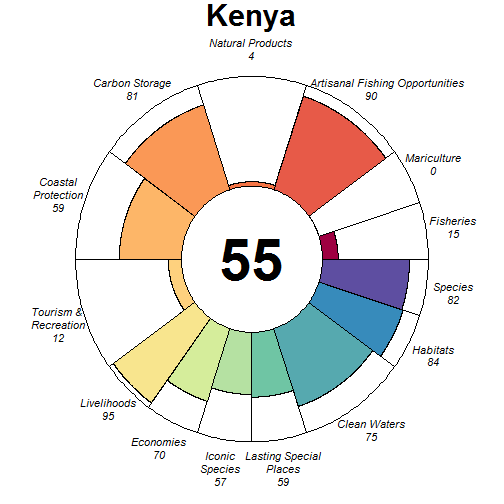 Kenya
Natural Products
4
Carbon Storage
81
Artisanal Fishing Opportunities
90
Mariculture
0
Coastal
Protection
59
Fisheries
15
55
Species
82
Tourism &
Recreation
12
Habitats
84
Livelihoods
95
Clean Waters
75
Economies
70
Iconic
Species
57
Lasting Special
Places
59